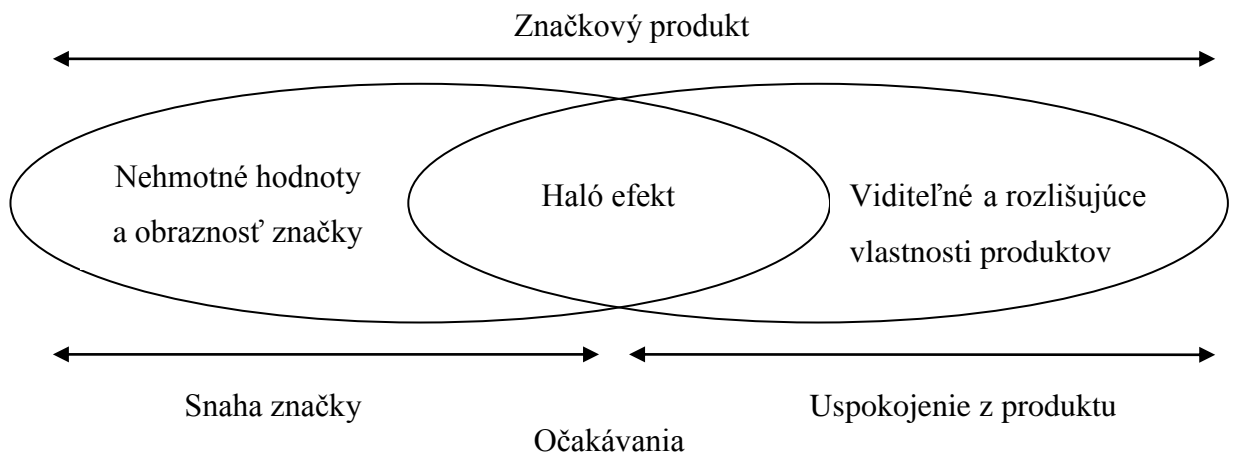 Značkový produkt
Nehmotné hodnoty
a obraznosť značky
Haló efekt
Viditeľné a rozlišujúce
vlastnosti produktov
Snaha značky
Uspokojenie z produktu
Očakávania